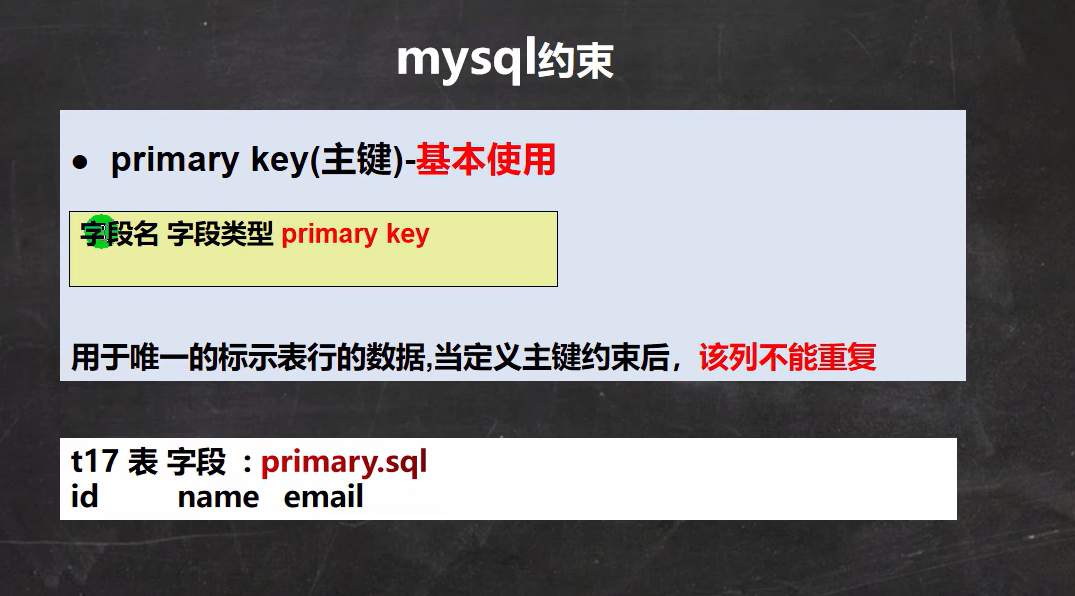 mysql约束
● primary key(主键)-基本使用
字段名 字段类型 primary key
用于唯一的标示表行的数据,当定义主键约束后，该列不能重复
t17 表 字段 : primary.sql
id name email